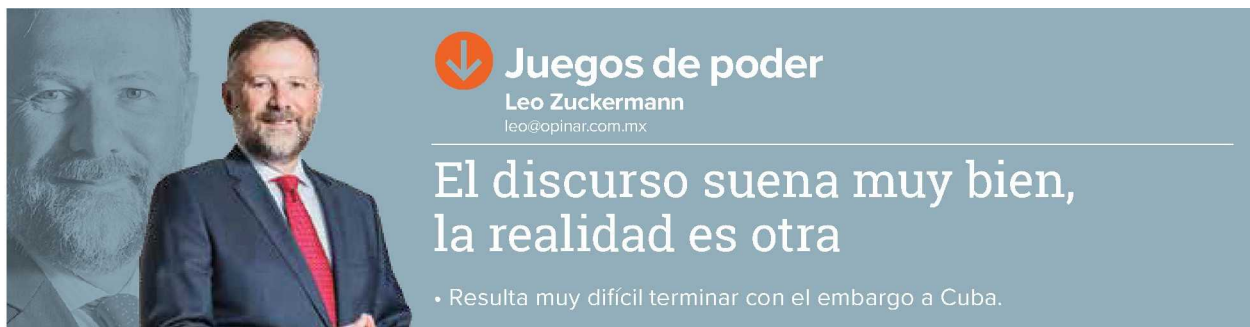 Juegos de poder
Leo Zuckermann
leo@opinar.com.mx
El discurso suena muy bien,
la realidad es otra
• Resulta muy difícil terminar con el embargo a Cuba.